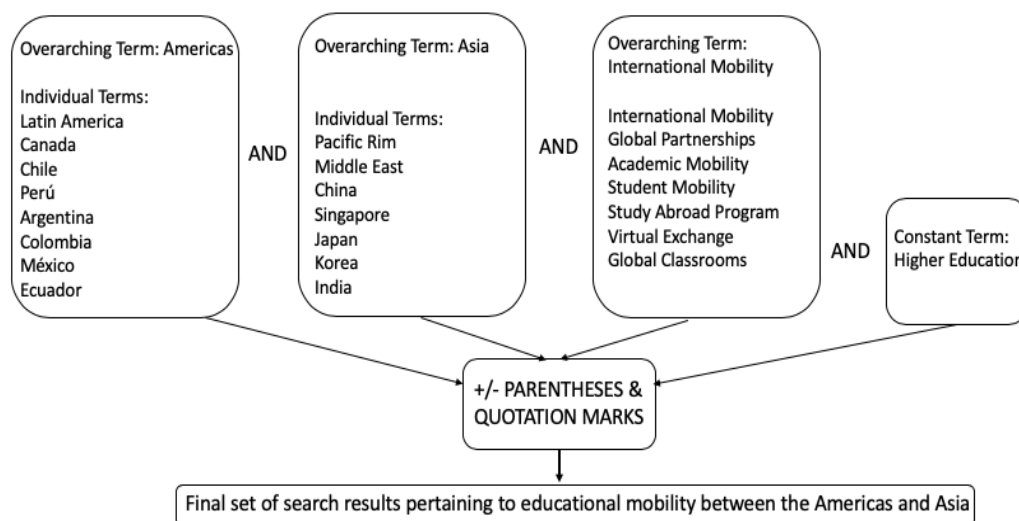 Overarching Term: Americas
Individual Terms:
Latin America
Canada
Chile
Perú
Argentina
Colombia
México
Ecuador
AND
Overarching Term: Asia
Individual Terms:
Pacific Rim
Middle East
China
Singapore
Japan
Korea
India
AND
Overarching Term:
International Mobility
International Mobility
Global Partnerships
Academic Mobility
Student Mobility
Study Abroad Program
Virtual Exchange
Global Classrooms
AND
Constant Term:
Higher Education
+/- PARENTHESES &
QUOTATION MARKS
Final set of search results pertaining to educational mobility between the Americas and Asia